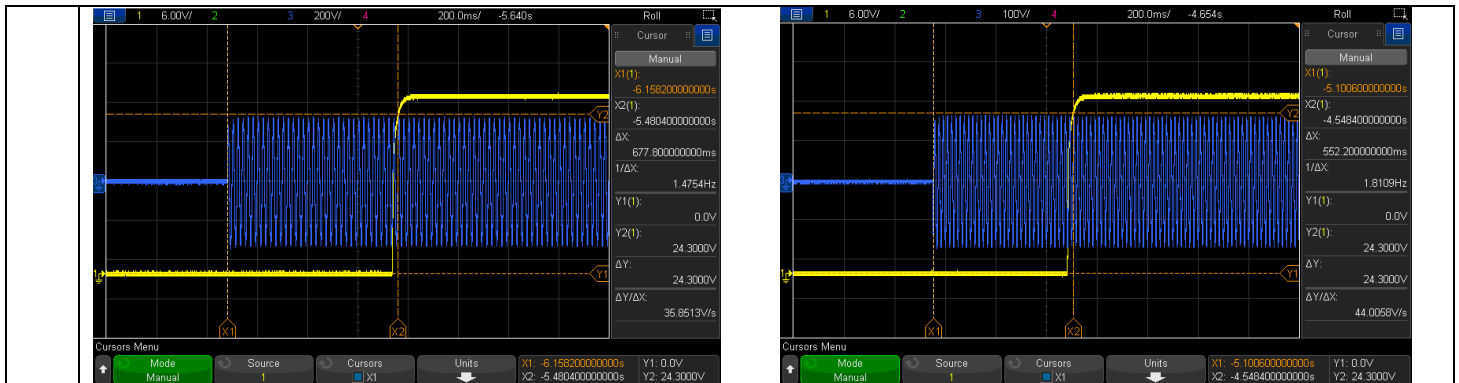 1 6.00V/ 2 3 200V/ 4 200.0ms/ -5.640s Roll
Cursor
Manual
X1(1):
-6.158200000000s
X2(1):
-5.480400000000s
ΔX:
677.800000000ms
1/ΔX:
1.4754Hz
Y1(1):
0.0V
Y2(1):
24.3000V
ΔY:
24.3000V
ΔY/ΔX:
35.8513V/s
Y2
3
1
Y1
X1 X2
Cursors Menu
Mode Source Cursors Units X1: -6.158200000000s Y1: 0.0V
Manual 1 X1 X2: -5.480400000000s Y2: 24.3000V
1 6.00V/ 2 3 100V/ 4 200.0ms/ -4.654s Roll
Cursor
Manual
X1(1):
-5.100600000000s
X2(1):
-4.548400000000s
ΔX:
552.200000000ms
1/ΔX:
1.8109Hz
Y1(1):
0.0V
Y2(1):
24.3000V
ΔY:
24.3000V
ΔY/ΔX:
44.0058V/s
Y2
3
1
Y1
X1 X2
Cursors Menu
Mode Source Cursors Units X1: -5.100600000000s Y1: 0.0V
Manual 1 X1 X2: -4.548400000000s Y2: 24.3000V